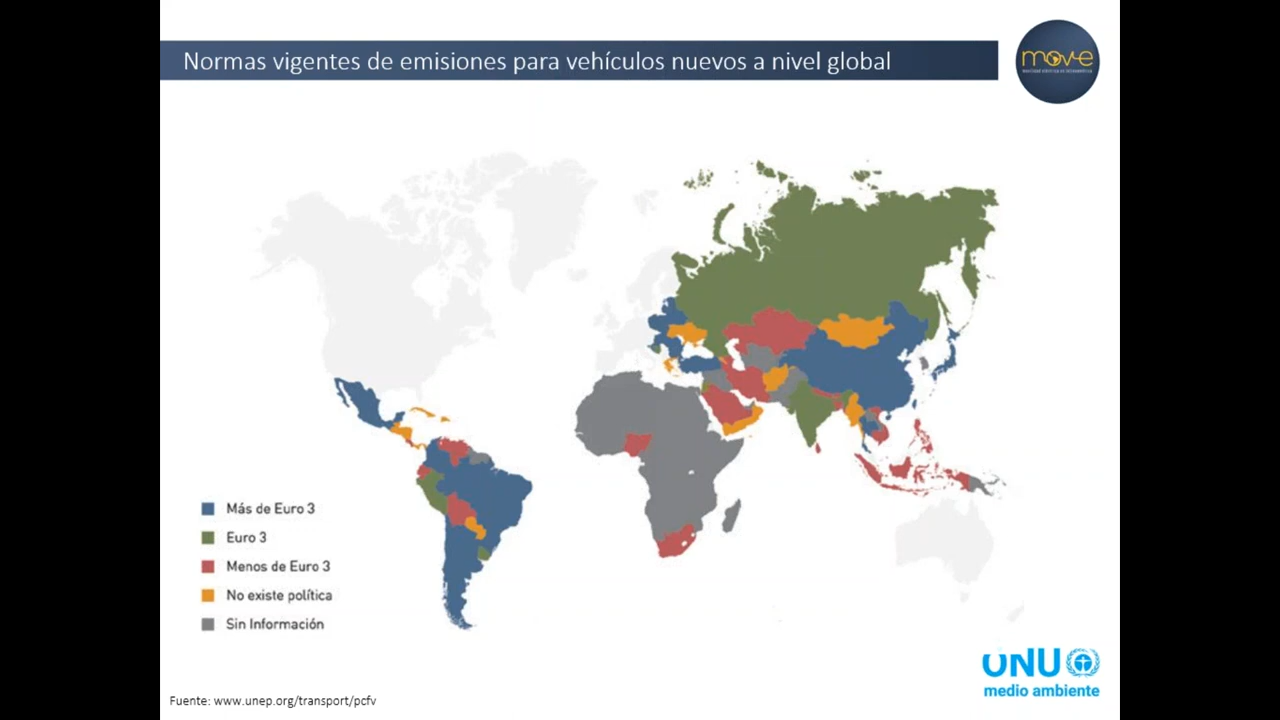 Normas vigentes de emisiones para vehículos nuevos a nivel global
mov-e
Más de Euro 3
Euro 3
Menos de Euro 3
No existe política
Sin Información
ONU
medio ambiente
Fuente: www.unep.org/transport/pcfv